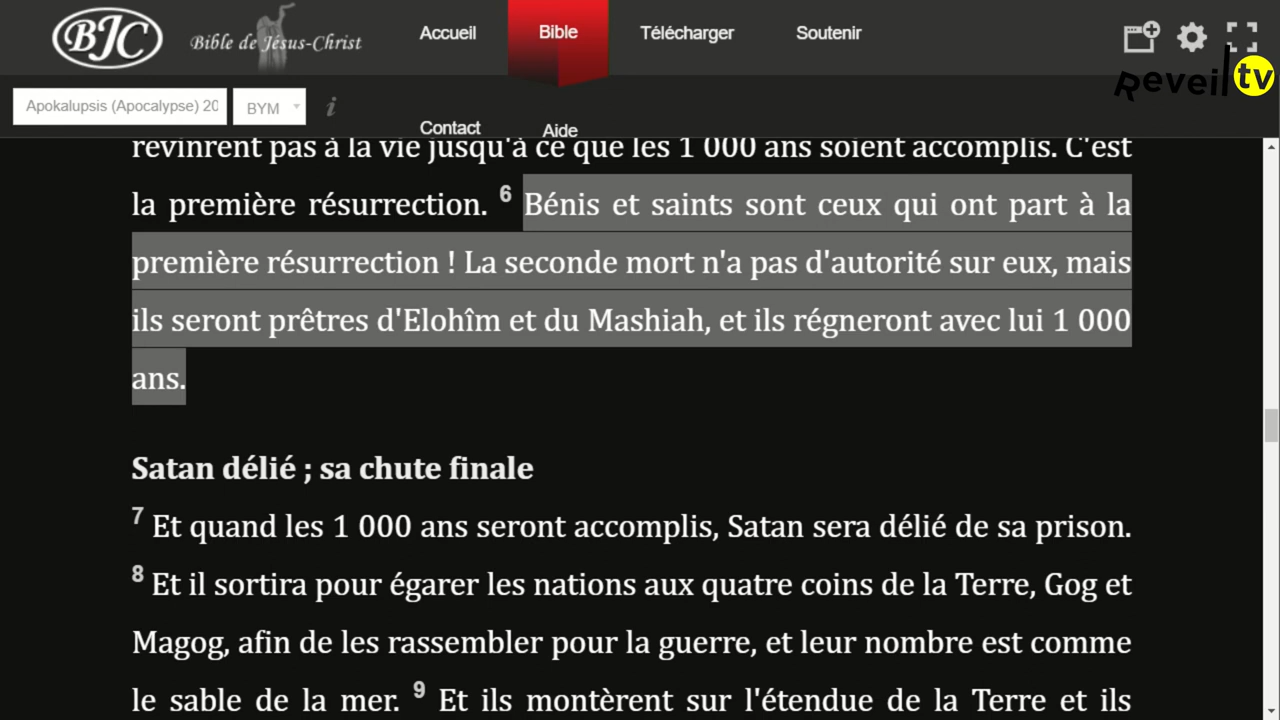 BJC Bible de Jésus-Christ Accueil Bible Télécharger Soutenir
Reveil tv
Apokalupsis (Apocalypse) 20 BYM i
Contact Aide
revinrent pas à la vie jusqu'à ce que les 1 000 ans soient accomplis. C'est
la première résurrection. 6 Bénis et saints sont ceux qui ont part à la
première résurrection ! La seconde mort n'a pas d'autorité sur eux, mais
ils seront prêtres d'Elohîm et du Mashiah, et ils régneront avec lui 1 000
ans.
Satan délié ; sa chute finale
7 Et quand les 1 000 ans seront accomplis, Satan sera délié de sa prison.
8 Et il sortira pour égarer les nations aux quatre coins de la Terre, Gog et
Magog, afin de les rassembler pour la guerre, et leur nombre est comme
le sable de la mer. 9 Et ils montèrent sur l'étendue de la Terre et ils